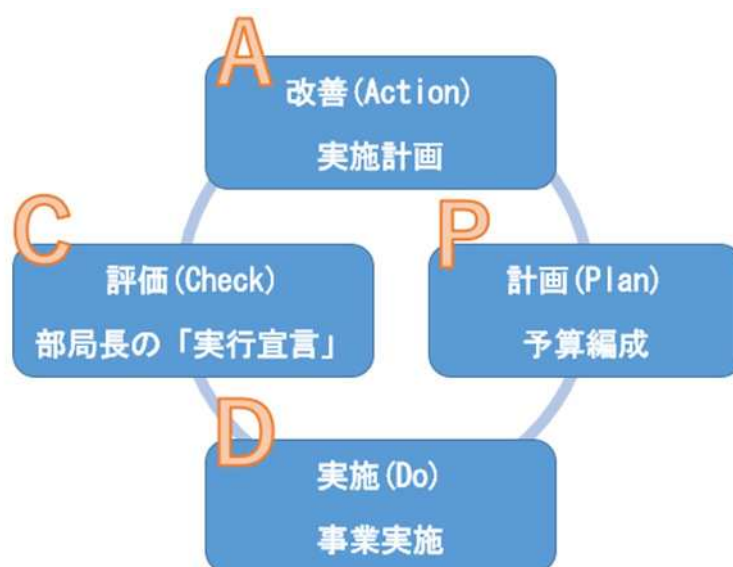 A
改善(Action)
実施計画
C
評価(Check)
部局長の「実行宣言」
P
計画(Plan)
予算編成
D
実施(Do)
事業実施